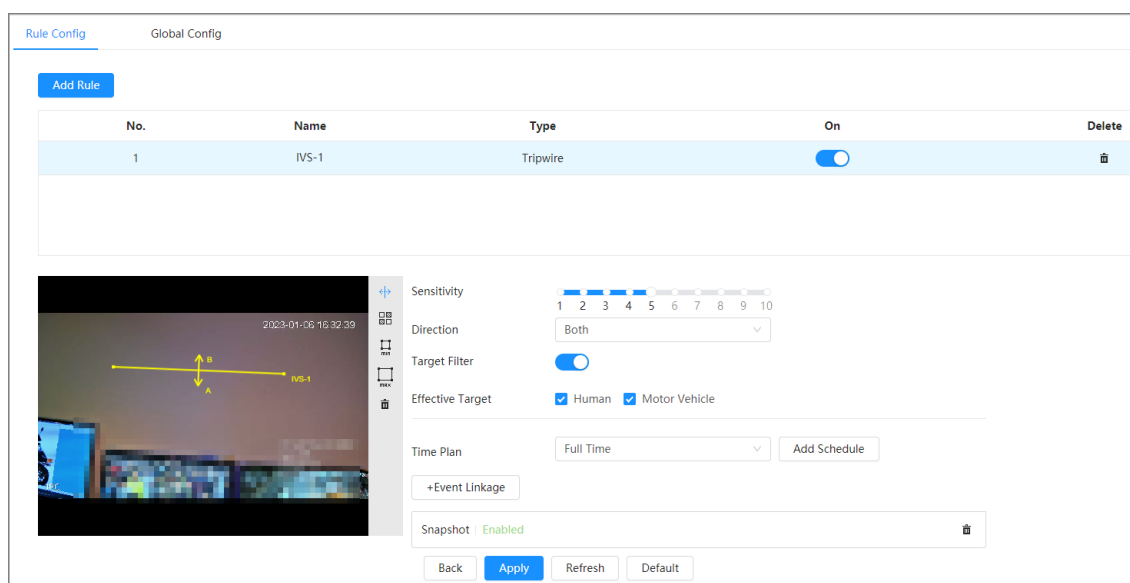 Rule Config Global Config
Add Rule
No. Name Type On Delete
1 IVS-1 Tripwire
Sensitivity
1 2 3 4 5 6 7 8 9 10
2023-01-06 16:32:39
Direction Both
min
Target Filter
B
IVS-1
max
A
Effective Target Human Motor Vehicle
Time Plan Full Time Add Schedule
+Event Linkage
Snapshot Enabled
Back Apply Refresh Default